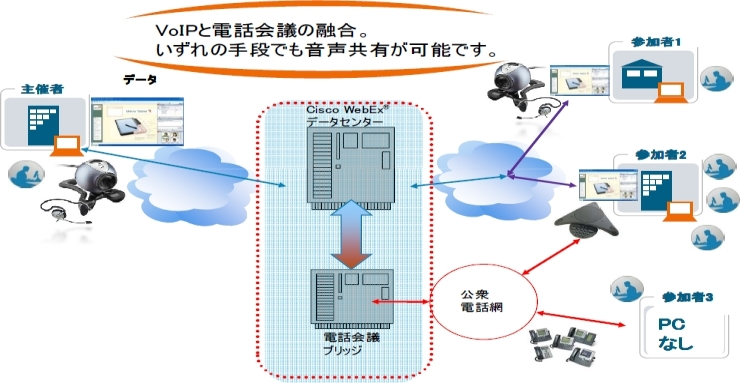 VoIPと電話会議の融合。
いずれの手段でも音声共有が可能です。
主催者
データ
Cisco WebEx®
データセンター
参加者1
参加者2
公衆
電話網
参加者3
PC
なし
電話会議
ブリッジ